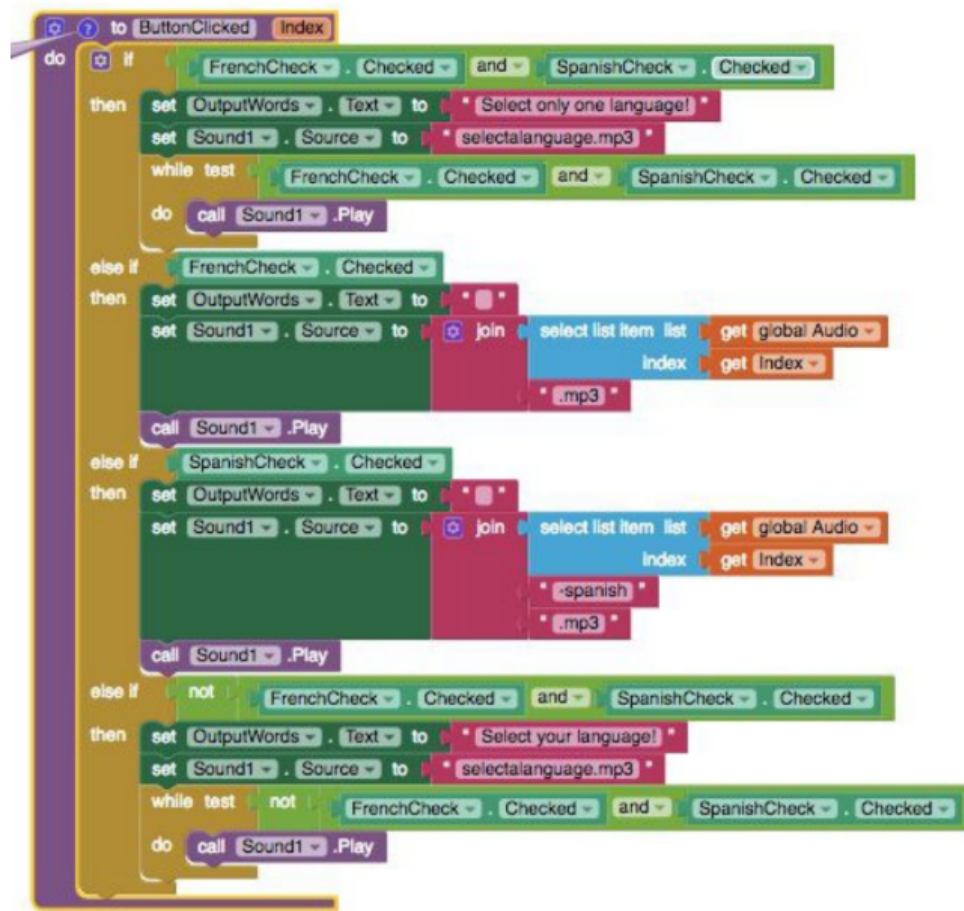 ? to ButtonClicked Index
do if FrenchCheck . Checked and SpanishCheck . Checked
then set OutputWords . Text to " Select only one language! "
set Sound1 . Source to " selectalanguage.mp3 "
while test FrenchCheck . Checked and SpanishCheck . Checked
do call Sound1 .Play
else if FrenchCheck . Checked
then set OutputWords . Text to " "
set Sound1 . Source to join select list item list get global Audio
index get Index
" .mp3 "
call Sound1 .Play
else if SpanishCheck . Checked
then set OutputWords . Text to " "
set Sound1 . Source to join select list item list get global Audio
index get Index
" -spanish "
" .mp3 "
call Sound1 .Play
else if not FrenchCheck . Checked and SpanishCheck . Checked
then set OutputWords . Text to " Select your language! "
set Sound1 . Source to " selectalanguage.mp3 "
while test not FrenchCheck . Checked and SpanishCheck . Checked
do call Sound1 .Play